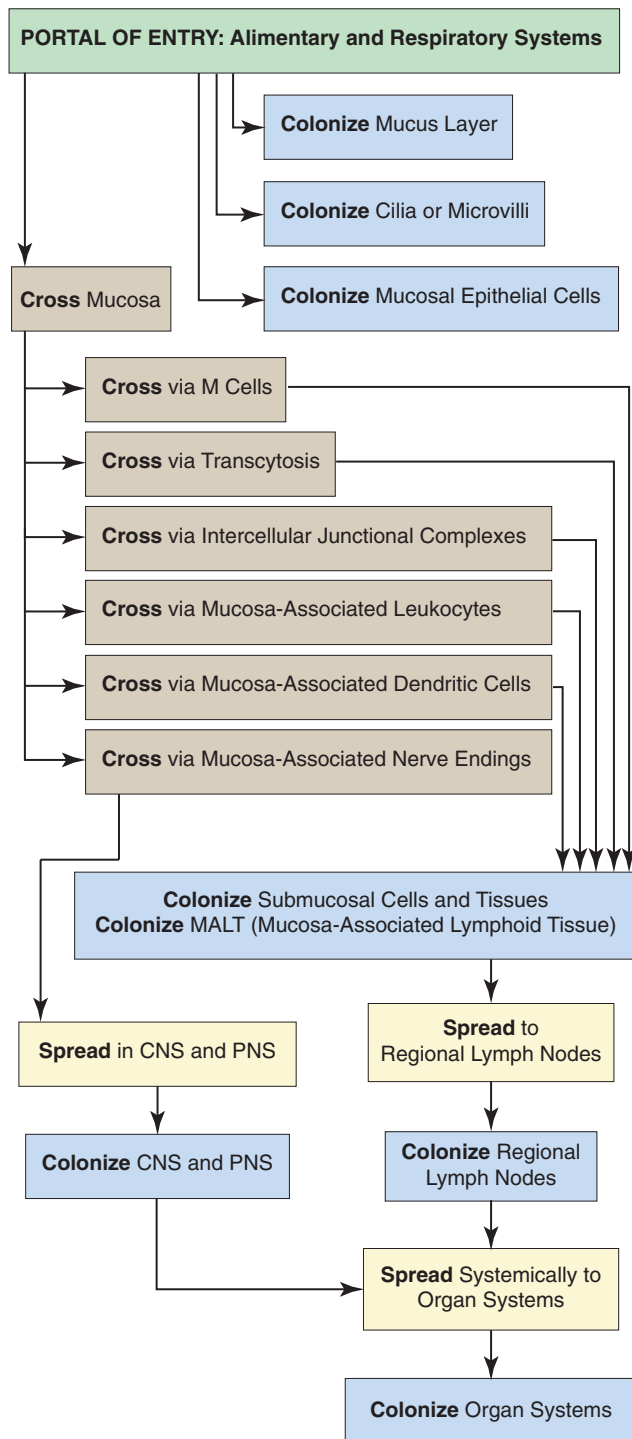 PORTAL OF ENTRY: Alimentary and Respiratory Systems
Colonize Mucus Layer
Colonize Cilia or Microvilli
Colonize Mucosal Epithelial Cells
Cross Mucosa
Cross via M Cells
Cross via Transcytosis
Cross via Intercellular Junctional Complexes
Cross via Mucosa-Associated Leukocytes
Cross via Mucosa-Associated Dendritic Cells
Cross via Mucosa-Associated Nerve Endings
Colonize Submucosal Cells and Tissues
Colonize MALT (Mucosa-Associated Lymphoid Tissue)
Spread in CNS and PNS
Spread to
Regional Lymph Nodes
Colonize CNS and PNS
Colonize Regional
Lymph Nodes
Spread Systemically to
Organ Systems
Colonize Organ Systems